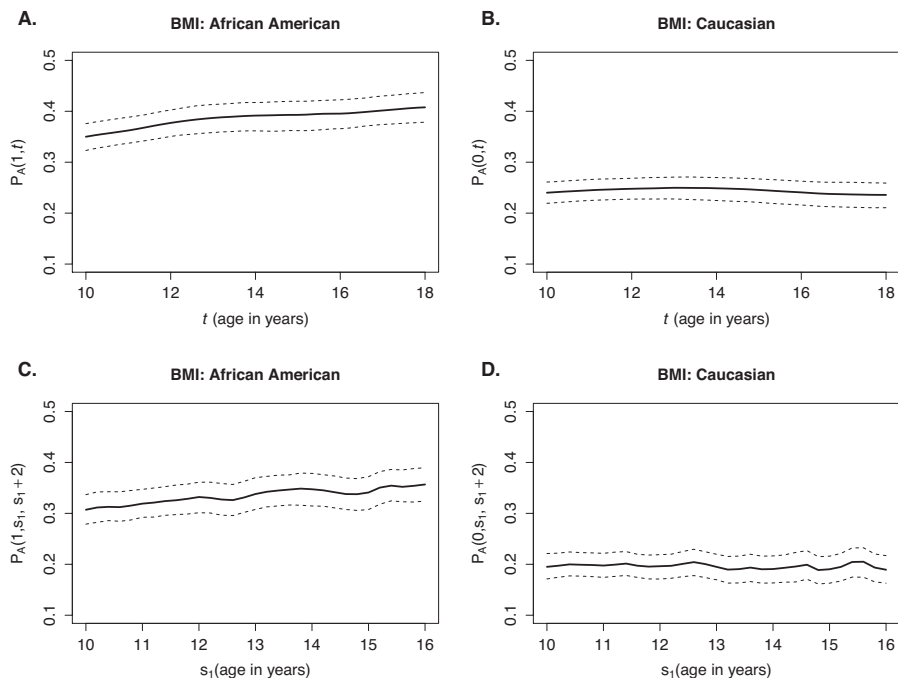 A.
BMI: African American
P_A(1,t)
0.5
0.4
0.3
0.2
0.1
10 12 14 16 18
t (age in years)
B.
BMI: Caucasian
P_A(0,t)
0.5
0.4
0.3
0.2
0.1
10 12 14 16 18
t (age in years)
C.
BMI: African American
P_A(1,s_1, s_1+2)
0.5
0.4
0.3
0.2
0.1
10 11 12 13 14 15 16
s_1(age in years)
D.
BMI: Caucasian
P_A(0,s_1, s_1+2)
0.5
0.4
0.3
0.2
0.1
10 11 12 13 14 15 16
s_1(age in years)